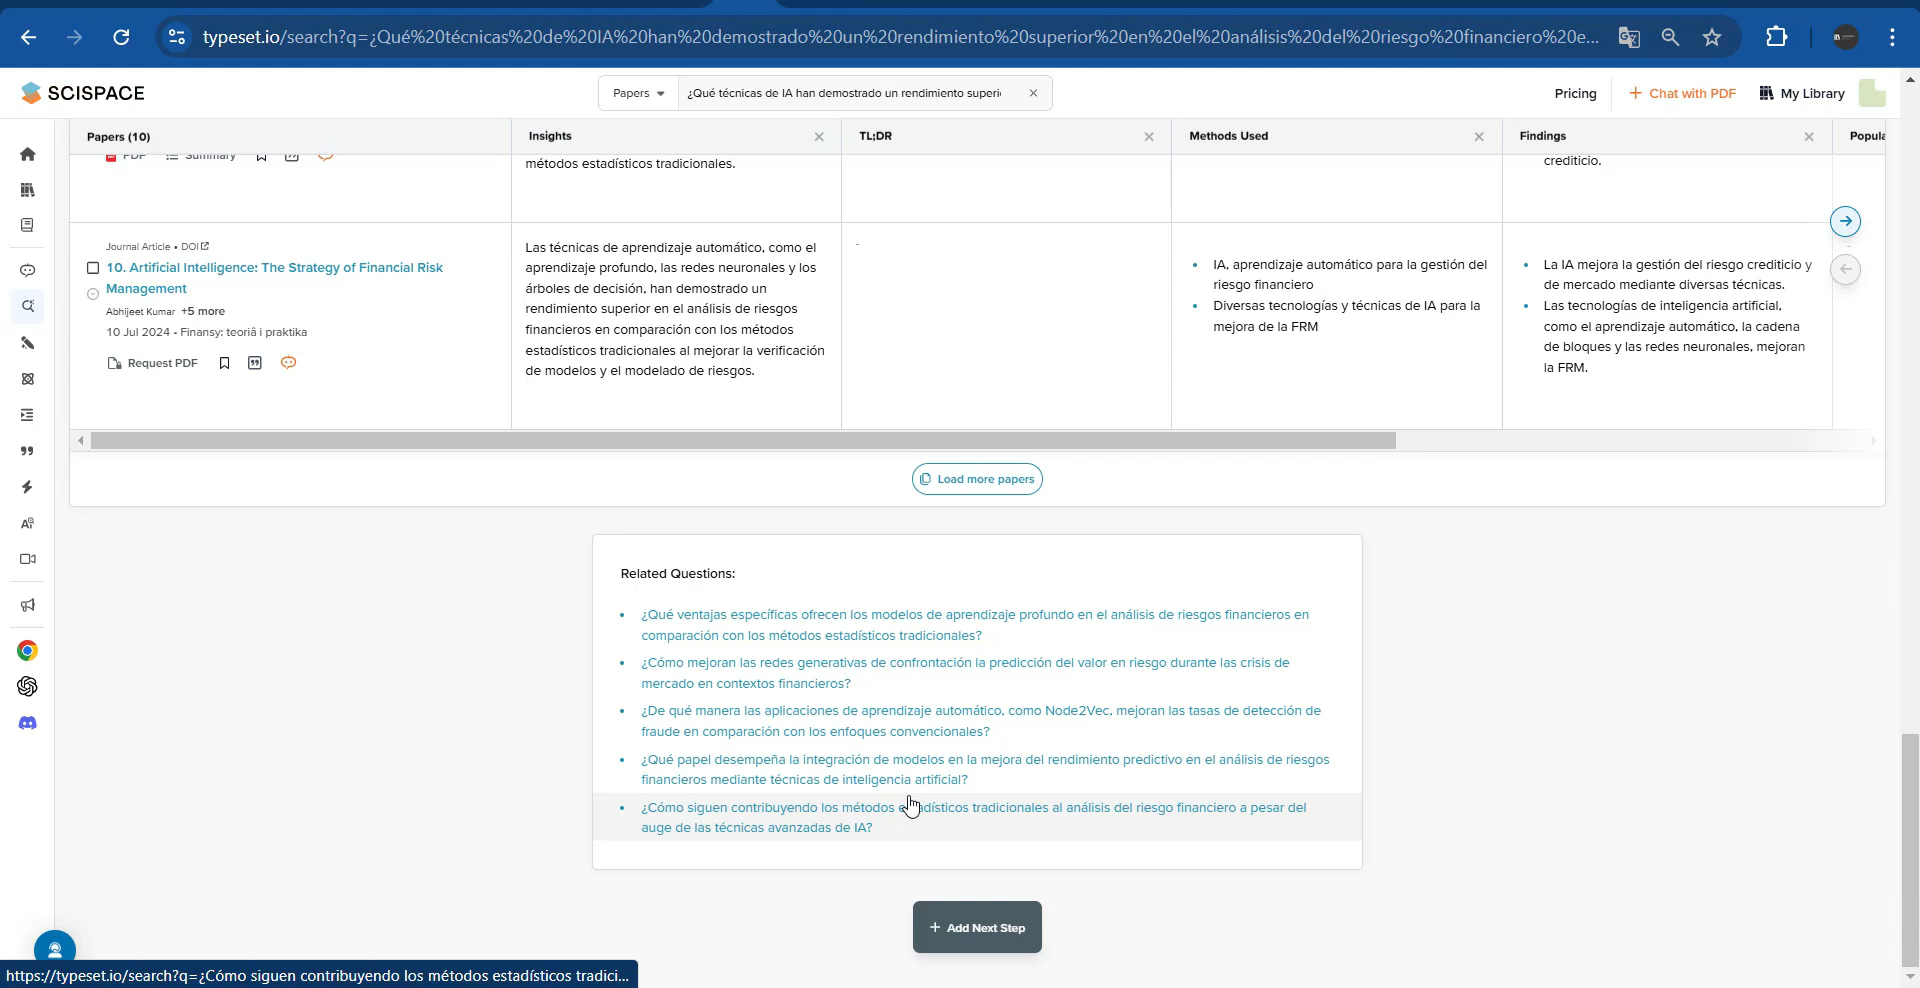 typeset.io/search?q=¿Qué%20técnicas%20de%20IA%20han%20demostrado%20un%20rendimiento%20superior%20en%20el%20análisis%20del%20riesgo%20financiero%20e...
SCISPACE
Papers
¿Qué técnicas de IA han demostrado un rendimiento superi
Pricing
Chat with PDF
My Library
Papers (10)
Insights
TL;DR
Methods Used
Findings
Popula
PDF
Summary
métodos estadísticos tradicionales.
crediticio.
Journal Article • DOI
10. Artificial Intelligence: The Strategy of Financial Risk
Management
Abhijeet Kumar +5 more
10 Jul 2024 - Finansy: teoriâ i praktika
Request PDF
Las técnicas de aprendizaje automático, como el
aprendizaje profundo, las redes neuronales y los
árboles de decisión, han demostrado un
rendimiento superior en el análisis de riesgos
financieros en comparación con los métodos
estadísticos tradicionales al mejorar la verificación
de modelos y el modelado de riesgos.
-
• IA, aprendizaje automático para la gestión del
riesgo financiero
• Diversas tecnologías y técnicas de IA para la
mejora de la FRM
• La IA mejora la gestión del riesgo crediticio y
de mercado mediante diversas técnicas.
• Las tecnologías de inteligencia artificial,
como el aprendizaje automático, la cadena
de bloques y las redes neuronales, mejoran
la FRM.
Load more papers
Related Questions:
• ¿Qué ventajas específicas ofrecen los modelos de aprendizaje profundo en el análisis de riesgos financieros en
comparación con los métodos estadísticos tradicionales?
• ¿Cómo mejoran las redes generativas de confrontación la predicción del valor en riesgo durante las crisis de
mercado en contextos financieros?
• ¿De qué manera las aplicaciones de aprendizaje automático, como Node2Vec, mejoran las tasas de detección de
fraude en comparación con los enfoques convencionales?
• ¿Qué papel desempeña la integración de modelos en la mejora del rendimiento predictivo en el análisis de riesgos
financieros mediante técnicas de inteligencia artificial?
• ¿Cómo siguen contribuyendo los métodos estadísticos tradicionales al análisis del riesgo financiero a pesar del
auge de las técnicas avanzadas de IA?
+ Add Next Step
https://typeset.io/search?q=¿Cómo siguen contribuyendo los métodos estadísticos tradici...